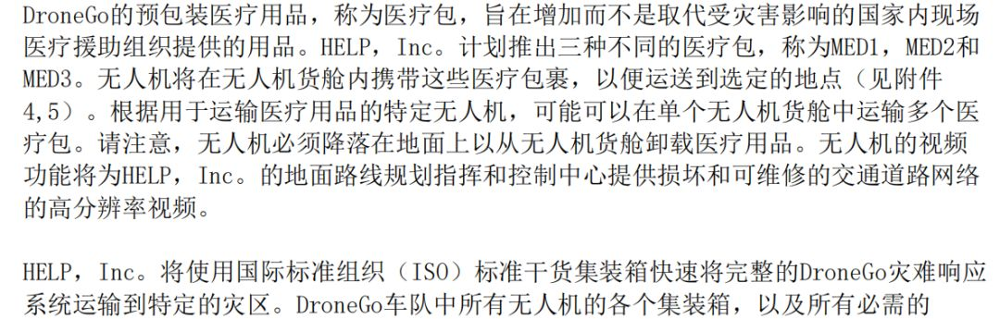 DroneGo的预包装医疗用品，称为医疗包，旨在增加而不是取代受灾害影响的国家内现场
医疗援助组织提供的用品。HELP，Inc。计划推出三种不同的医疗包，称为MED1，MED2和
MED3。无人机将在无人机货舱内携带这些医疗包裹，以便运送到选定的地点（见附件
4,5）。根据用于运输医疗用品的特定无人机，可能可以在单个无人机货舱中运输多个医
疗包。请注意，无人机必须降落在地面上以从无人机货舱卸载医疗用品。无人机的视频
功能将为HELP，Inc。的地面路线规划指挥和控制中心提供损坏和可维修的交通道路网络
的高分辨率视频。
HELP，Inc。将使用国际标准组织（ISO）标准干货集装箱快速将完整的DroneGo灾难响应
系统运输到特定的灾区。DroneGo车队中所有无人机的各个集装箱，以及所有必需的